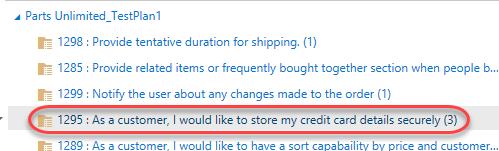 Parts Unlimited_TestPlan1
1298 : Provide tentative duration for shipping. (1)
1285 : Provide related items or frequently bought together section when people b...
1299 : Notify the user about any changes made to the order (1)
1295 : As a customer, I would like to store my credit card details securely (3)
1289 : As a customer, I would like to have a sort capabaility by price and customer...